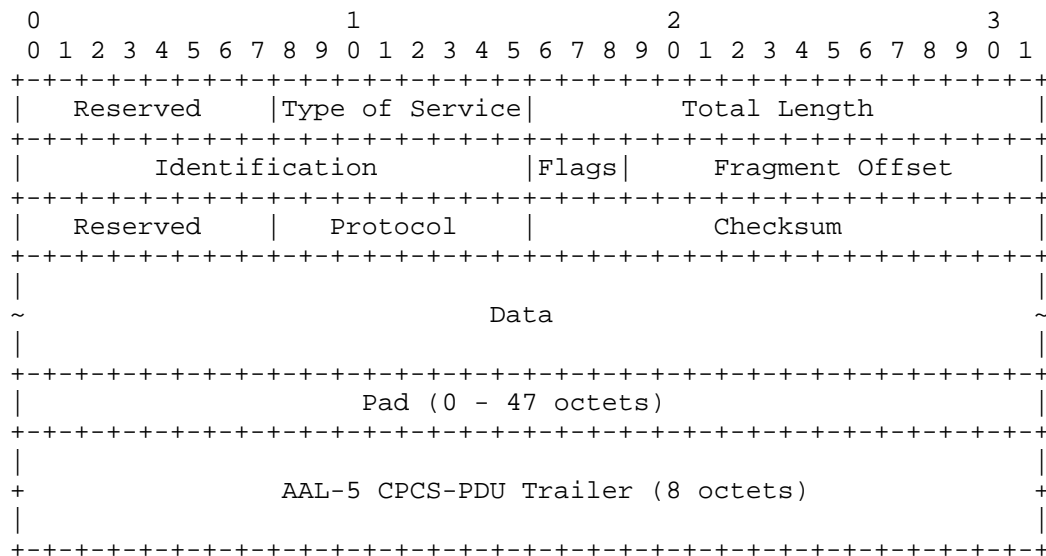 0                   1                   2                   3
 0 1 2 3 4 5 6 7 8 9 0 1 2 3 4 5 6 7 8 9 0 1 2 3 4 5 6 7 8 9 0 1
+-+-+-+-+-+-+-+-+-+-+-+-+-+-+-+-+-+-+-+-+-+-+-+-+-+-+-+-+-+-+-+-+
|   Reserved    |Type of Service|          Total Length         |
+-+-+-+-+-+-+-+-+-+-+-+-+-+-+-+-+-+-+-+-+-+-+-+-+-+-+-+-+-+-+-+-+
|         Identification        |Flags|     Fragment Offset     |
+-+-+-+-+-+-+-+-+-+-+-+-+-+-+-+-+-+-+-+-+-+-+-+-+-+-+-+-+-+-+-+-+
|   Reserved    |   Protocol    |            Checksum           |
+-+-+-+-+-+-+-+-+-+-+-+-+-+-+-+-+-+-+-+-+-+-+-+-+-+-+-+-+-+-+-+-+
|                                                               |
~                             Data                              ~
|                                                               |
+-+-+-+-+-+-+-+-+-+-+-+-+-+-+-+-+-+-+-+-+-+-+-+-+-+-+-+-+-+-+-+-+
|                     Pad (0 - 47 octets)                       |
+-+-+-+-+-+-+-+-+-+-+-+-+-+-+-+-+-+-+-+-+-+-+-+-+-+-+-+-+-+-+-+-+
|                                                               |
+                AAL-5 CPCS-PDU Trailer (8 octets)              +
|                                                               |
+-+-+-+-+-+-+-+-+-+-+-+-+-+-+-+-+-+-+-+-+-+-+-+-+-+-+-+-+-+-+-+-+